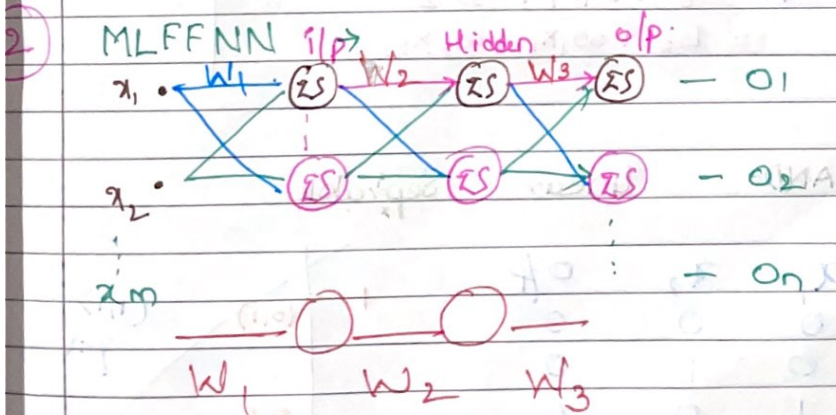 2 MLFFNN i/p→ Hidden o/p.
x₁ • W₁ ΣS W₂ ΣS W₃ ΣS — O1
x₂ • ΣS ΣS ΣS — O2
xm — On
W₁ W₂ W₃